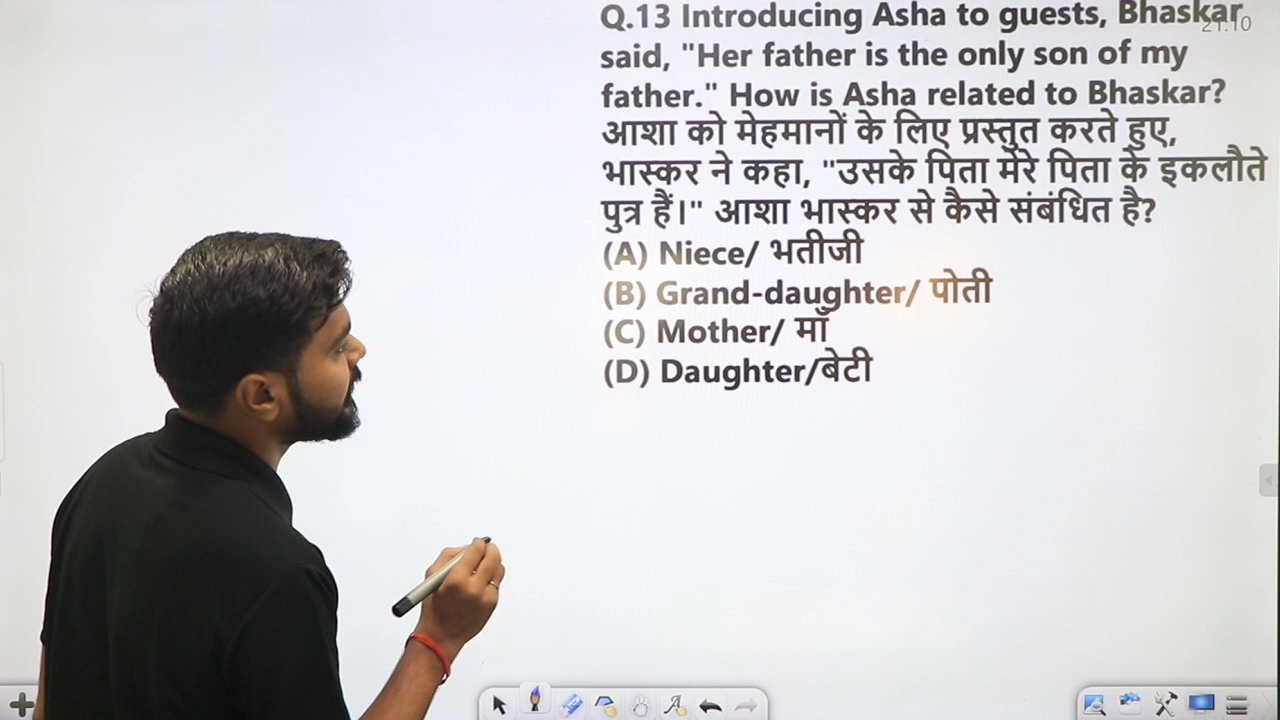 Q.13 Introducing Asha to guests, Bhaskar
21:10
said, "Her father is the only son of my
father." How is Asha related to Bhaskar?
आशा को मेहमानों के लिए प्रस्तुत करते हुए,
भास्कर ने कहा, "उसके पिता मेरे पिता के इकलौते
पुत्र हैं।" आशा भास्कर से कैसे संबंधित है?
(A) Niece/ भतीजी
(B) Grand-daughter/ पोती
(C) Mother/ माँ
(D) Daughter/बेटी